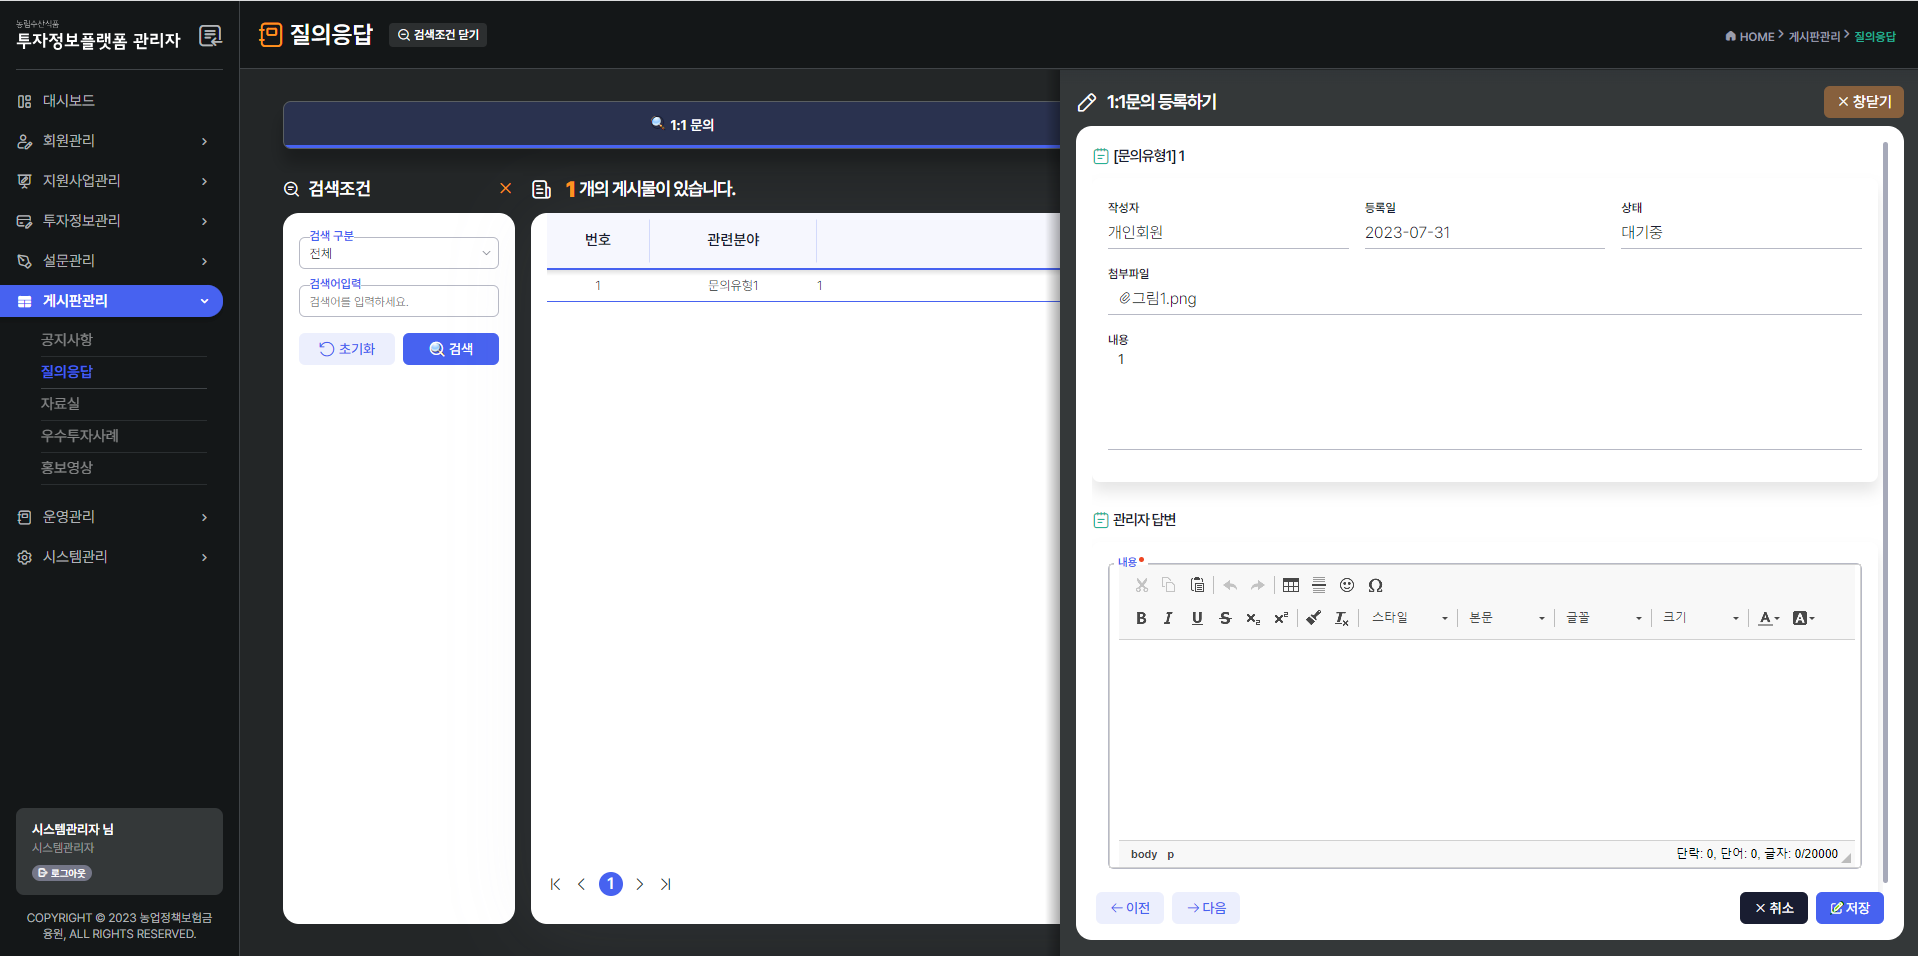 농림수산식품
투자정보플랫폼 관리자
대시보드
회원관리
지원사업관리
투자정보관리
설문관리
게시판관리
공지사항
질의응답
자료실
우수투자사례
홍보영상
운영관리
시스템관리
시스템관리자 님
시스템관리자
로그아웃
COPYRIGHT © 2023 농업정책보험금
융원, ALL RIGHTS RESERVED.
질의응답
검색조건 닫기
HOME > 게시판관리 > 질의응답
1:1 문의
검색조건
검색 구분
전체
검색어입력
검색어를 입력하세요.
초기화
검색
1 개의 게시물이 있습니다.
번호 관련분야
1 문의유형1 1
1
1:1문의 등록하기
창닫기
[문의유형1] 1
작성자 등록일 상태
개인회원 2023-07-31 대기중
첨부파일
그림1.png
내용
1
관리자 답변
내용
스타일 본문 글꼴 크기
body p
단락: 0, 단어: 0, 글자: 0/20000
이전
다음
취소
저장